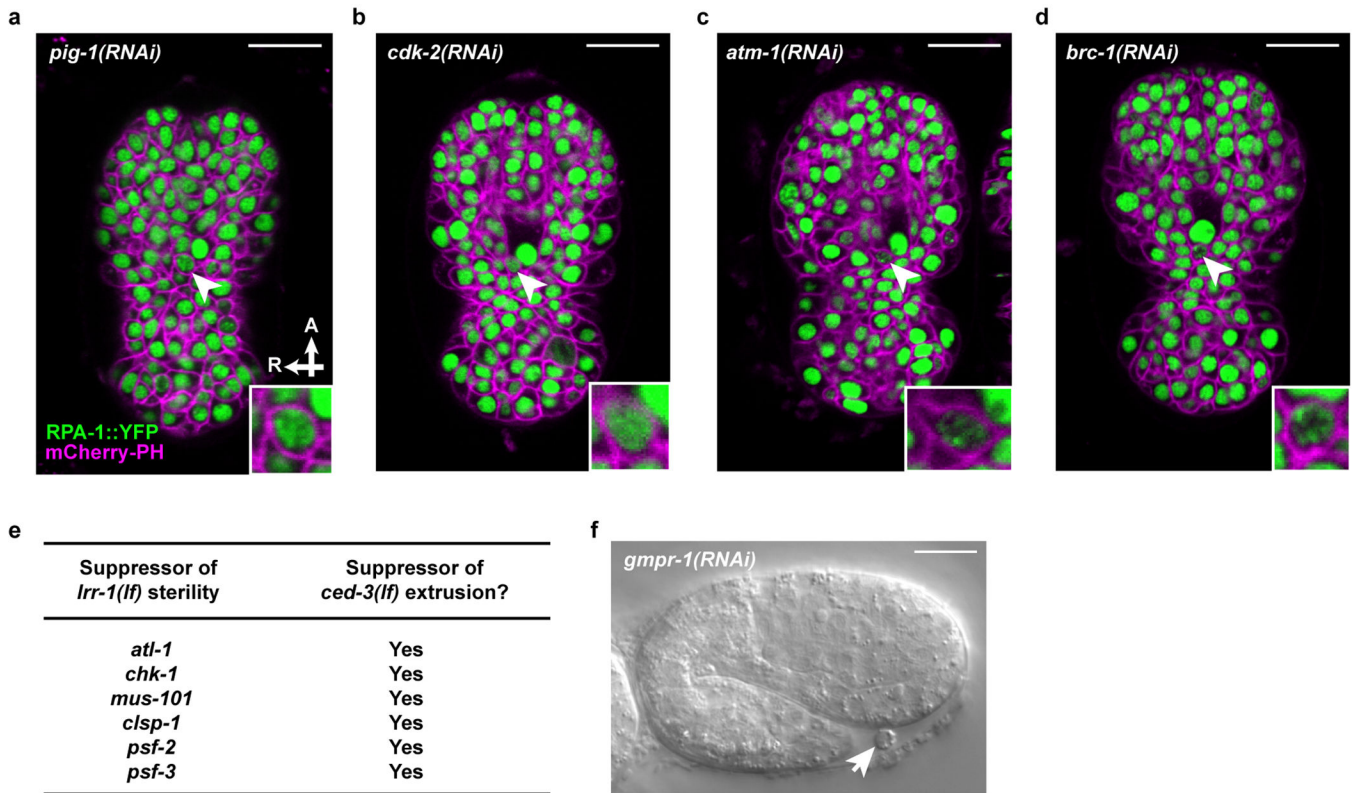 a
b
c
d
pig-1(RNAi)
cdk-2(RNAi)
atm-1(RNAi)
brc-1(RNAi)
A
R
RPA-1::YFP
mCherry-PH
e
f
Suppressor of Suppressor of
lrr-1(lf) sterility ced-3(lf) extrusion?
atl-1 Yes
chk-1 Yes
mus-101 Yes
clsp-1 Yes
psf-2 Yes
psf-3 Yes
gmpr-1(RNAi)